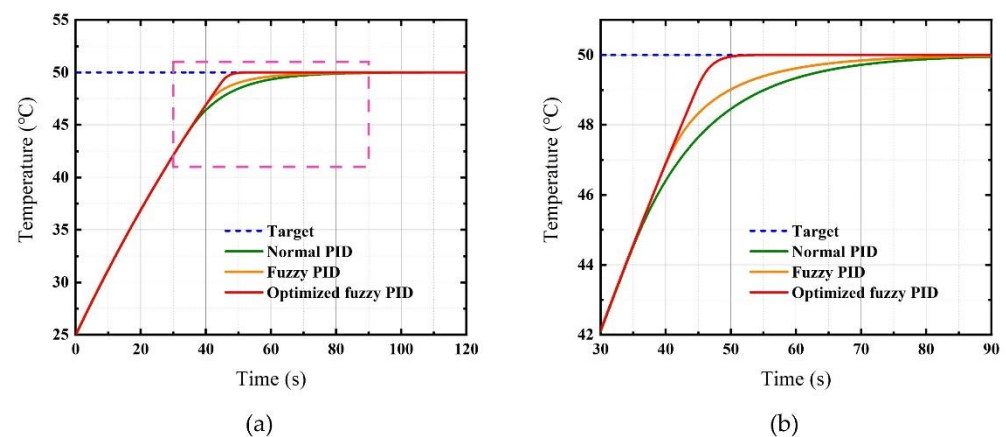 55
50
45
40
35
30
25
0
20
40
60
80
100
120
Temperature (°C)
Time (s)
Target
Normal PID
Fuzzy PID
Optimized fuzzy PID
(a)
50
48
46
44
42
30
40
50
60
70
80
90
Temperature (°C)
Time (s)
Target
Normal PID
Fuzzy PID
Optimized fuzzy PID
(b)